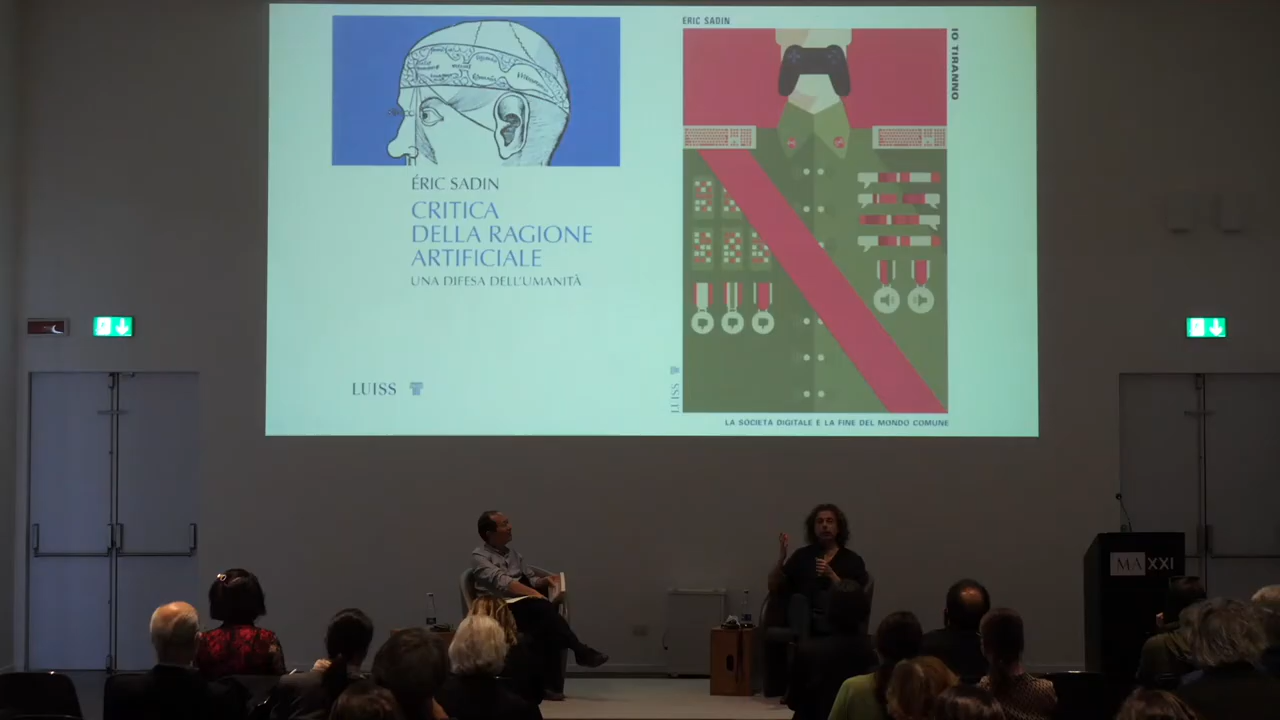 ÉRIC SADIN
CRITICA
DELLA RAGIONE
ARTIFICIALE
UNA DIFESA DELL'UMANITÀ
LUISS
ERIC SADIN
IO TIRANNO
LUISS
LA SOCIETÀ DIGITALE E LA FINE DEL MONDO COMUNE
MAXXI